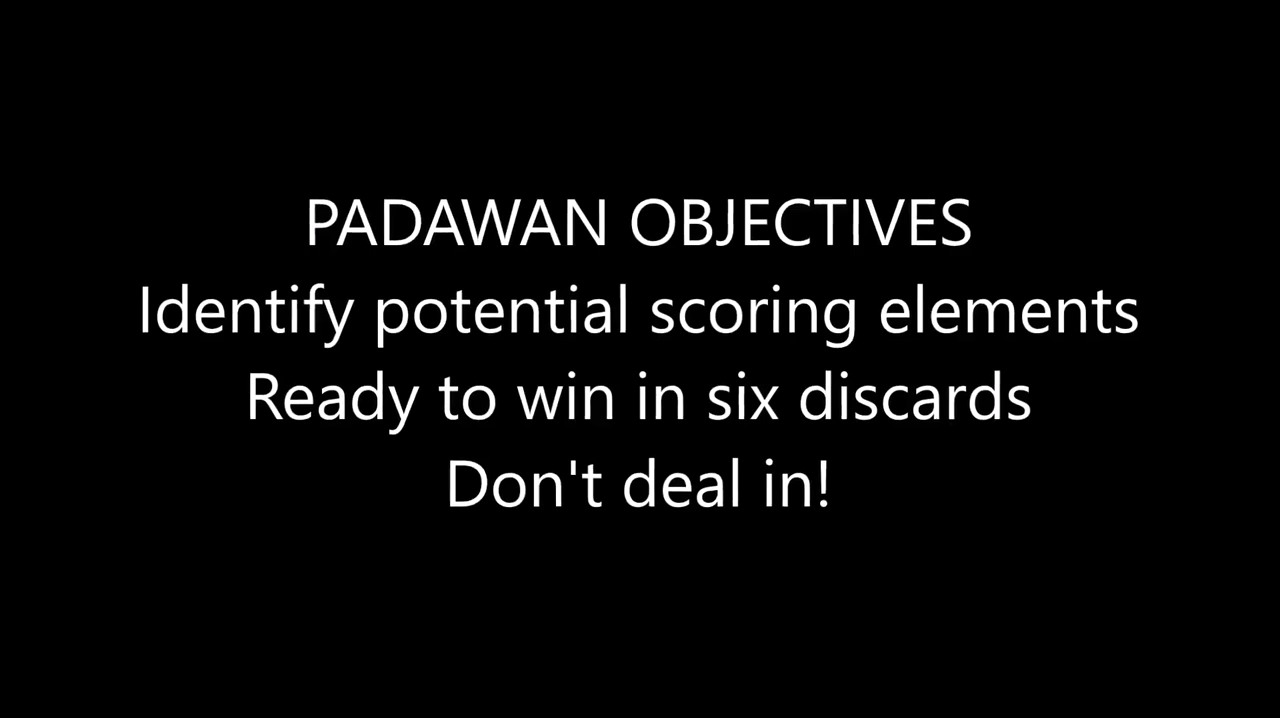 PADAWAN OBJECTIVES
Identify potential scoring elements
Ready to win in six discards
Don't deal in!